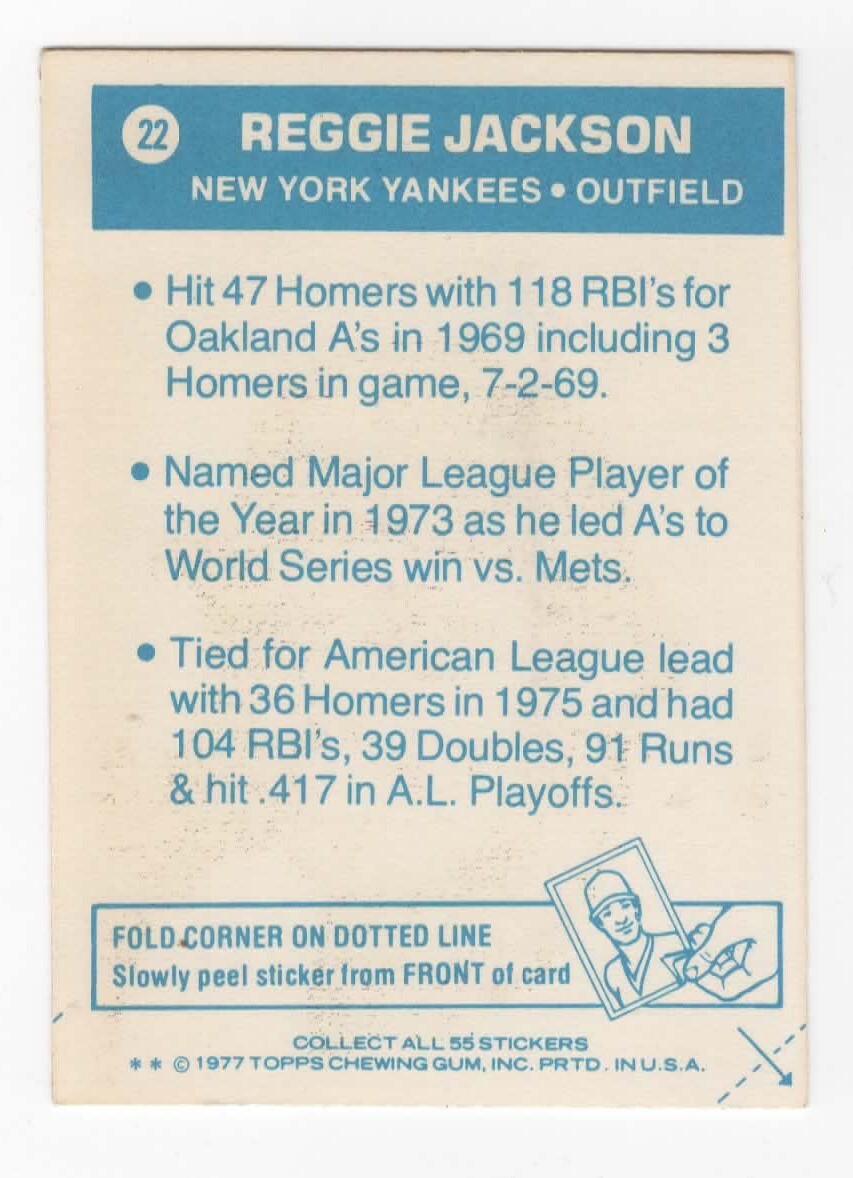 22 REGGIE JACKSON
NEW YORK YANKEES • OUTFIELD
• Hit 47 Homers with 118 RBI's for
Oakland A's in 1969 including 3
Homers in game, 7-2-69.
• Named Major League Player of
the Year in 1973 as he led A's to
World Series win vs. Mets.
• Tied for American League lead
with 36 Homers in 1975 and had
104 RBI's, 39 Doubles, 91 Runs
& hit .417 in A.L. Playoffs.
FOLD CORNER ON DOTTED LINE
Slowly peel sticker from FRONT of card
COLLECT ALL 55 STICKERS
** © 1977 TOPPS CHEWING GUM, INC. PRTD. IN U.S.A.